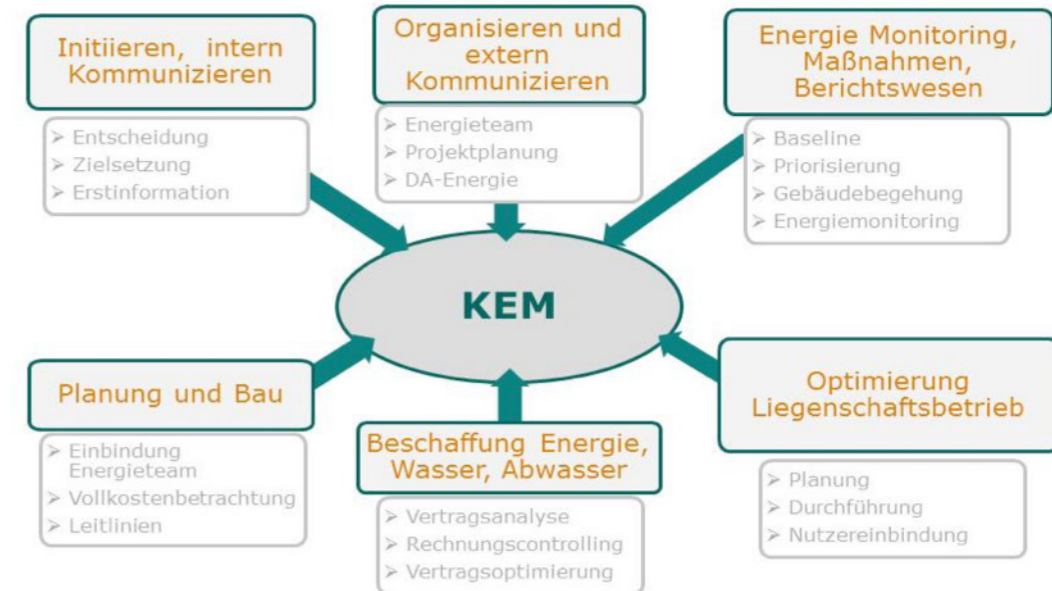 Initiieren, intern
Kommunizieren
➢ Entscheidung
➢ Zielsetzung
➢ Erstinformation
Organisieren und
extern
Kommunizieren
➢ Energieteam
➢ Projektplanung
➢ DA-Energie
Energie Monitoring,
Maßnahmen,
Berichtswesen
➢ Baseline
➢ Priorisierung
➢ Gebäudebegehung
➢ Energiemonitoring
KEM
Planung und Bau
➢ Einbindung
Energieteam
➢ Vollkostenbetrachtung
➢ Leitlinien
Beschaffung Energie,
Wasser, Abwasser
➢ Vertragsanalyse
➢ Rechnungscontrolling
➢ Vertragsoptimierung
Optimierung
Liegenschaftsbetrieb
➢ Planung
➢ Durchführung
➢ Nutzereinbindung